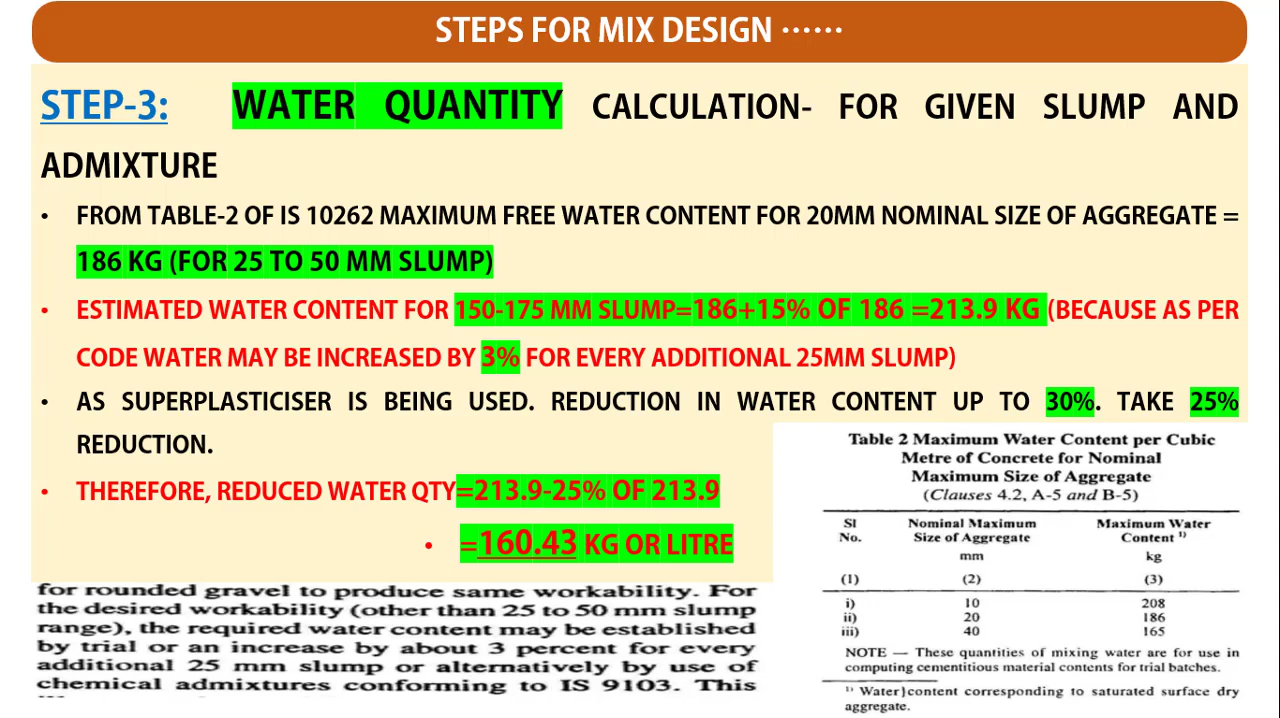 STEPS FOR MIX DESIGN ······
STEP-3: WATER QUANTITY CALCULATION- FOR GIVEN SLUMP AND
ADMIXTURE
• FROM TABLE-2 OF IS 10262 MAXIMUM FREE WATER CONTENT FOR 20MM NOMINAL SIZE OF AGGREGATE =
186 KG (FOR 25 TO 50 MM SLUMP)
• ESTIMATED WATER CONTENT FOR 150-175 MM SLUMP=186+15% OF 186 =213.9 KG (BECAUSE AS PER
CODE WATER MAY BE INCREASED BY 3% FOR EVERY ADDITIONAL 25MM SLUMP)
• AS SUPERPLASTICISER IS BEING USED. REDUCTION IN WATER CONTENT UP TO 30%. TAKE 25%
REDUCTION.
• THEREFORE, REDUCED WATER QTY=213.9-25% OF 213.9
• =160.43 KG OR LITRE
for rounded gravel to produce same workability. For
the desired workability (other than 25 to 50 mm slump
range), the required water content may be established
by trial or an increase by about 3 percent for every
additional 25 mm slump or alternatively by use of
chemical admixtures conforming to IS 9103. This
Table 2 Maximum Water Content per Cubic
Metre of Concrete for Nominal
Maximum Size of Aggregate
(Clauses 4.2, A-5 and B-5)
Sl Nominal Maximum Maximum Water
No. Size of Aggregate Content 1)
mm kg
(1) (2) (3)
i) 10 208
ii) 20 186
iii) 40 165
NOTE — These quantities of mixing water are for use in
computing cementitious material contents for trial batches.
1) Water content corresponding to saturated surface dry
aggregate.